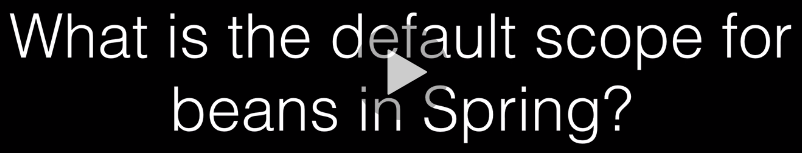 What is the default scope for
beans in Spring?